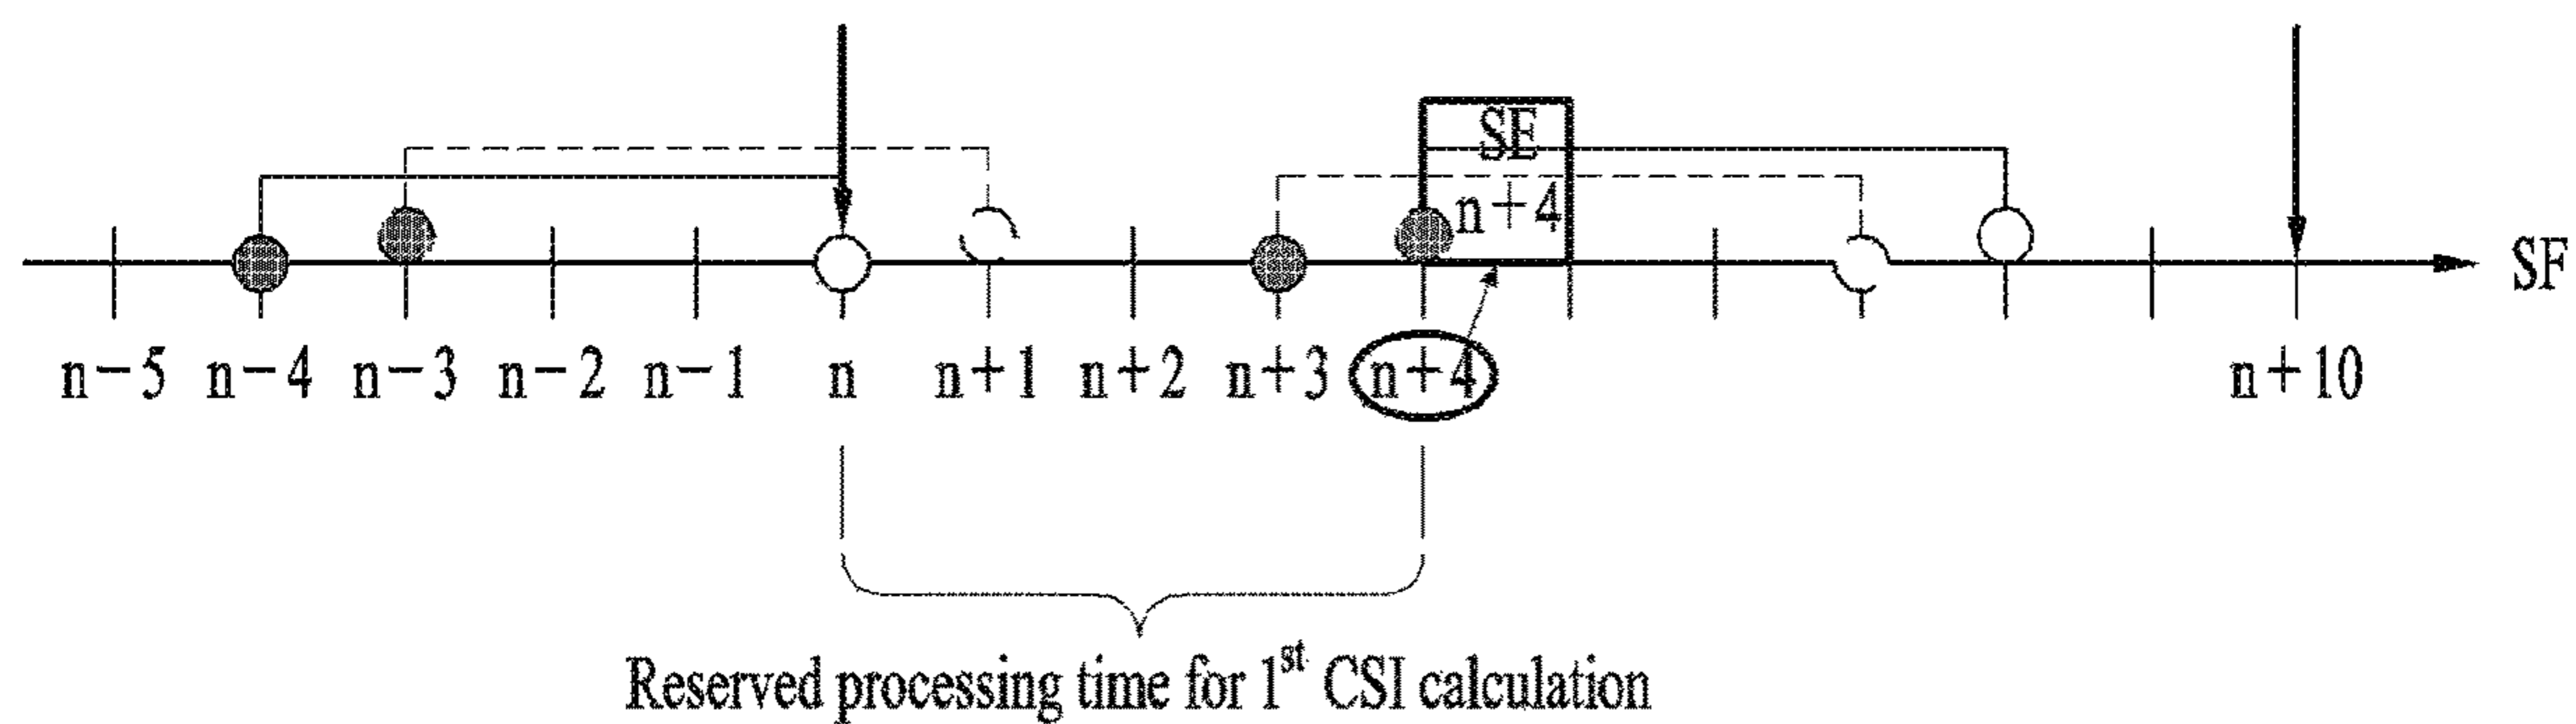 SE
n+4
SF
n−5 n−4 n−3 n−2 n−1 n n+1 n+2 n+3 n+4 n+10
Reserved processing time for 1st CSI calculation